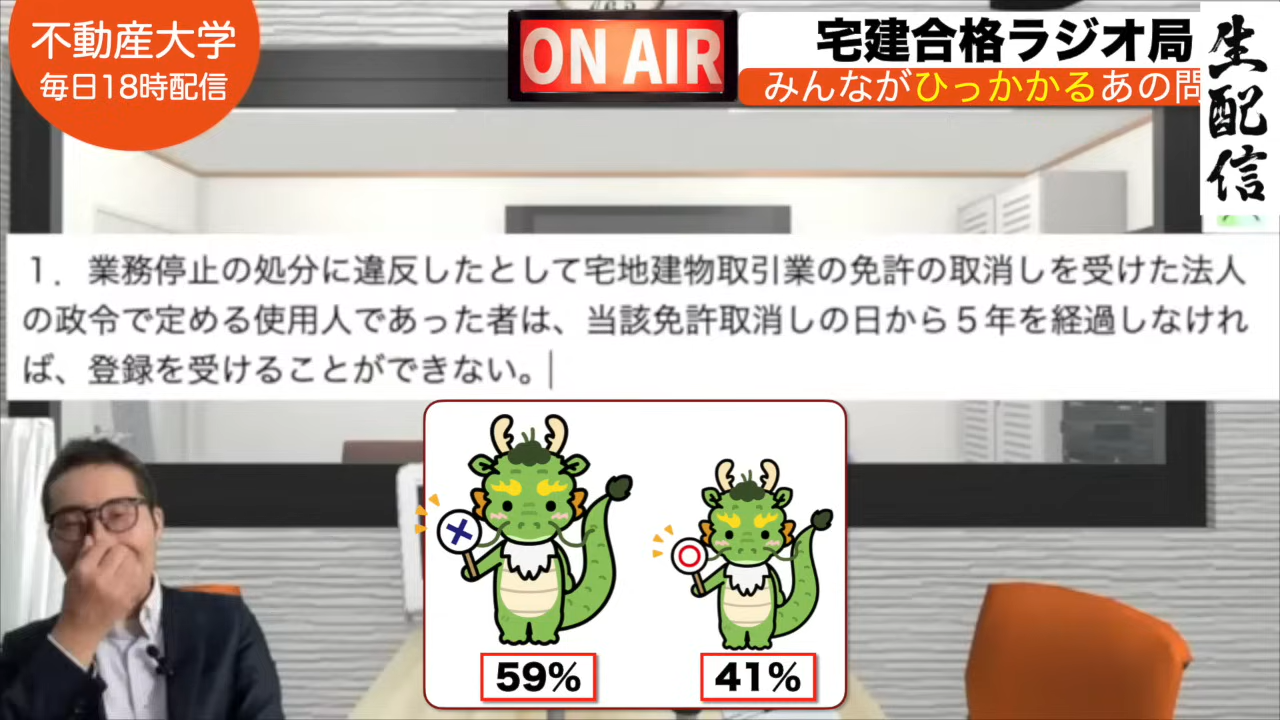 不動産大学
毎日18時配信
ON AIR
宅建合格ラジオ局
みんながひっかかるあの問
生配信
１．業務停止の処分に違反したとして宅地建物取引業の免許の取消しを受けた法人
の政令で定める使用人であった者は、当該免許取消しの日から５年を経過しなけれ
ば、登録を受けることができない。
59%
41%